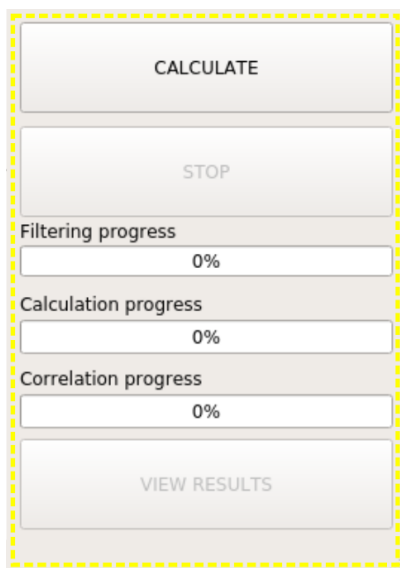 CALCULATE
STOP
Filtering progress
0%
Calculation progress
0%
Correlation progress
0%
VIEW RESULTS